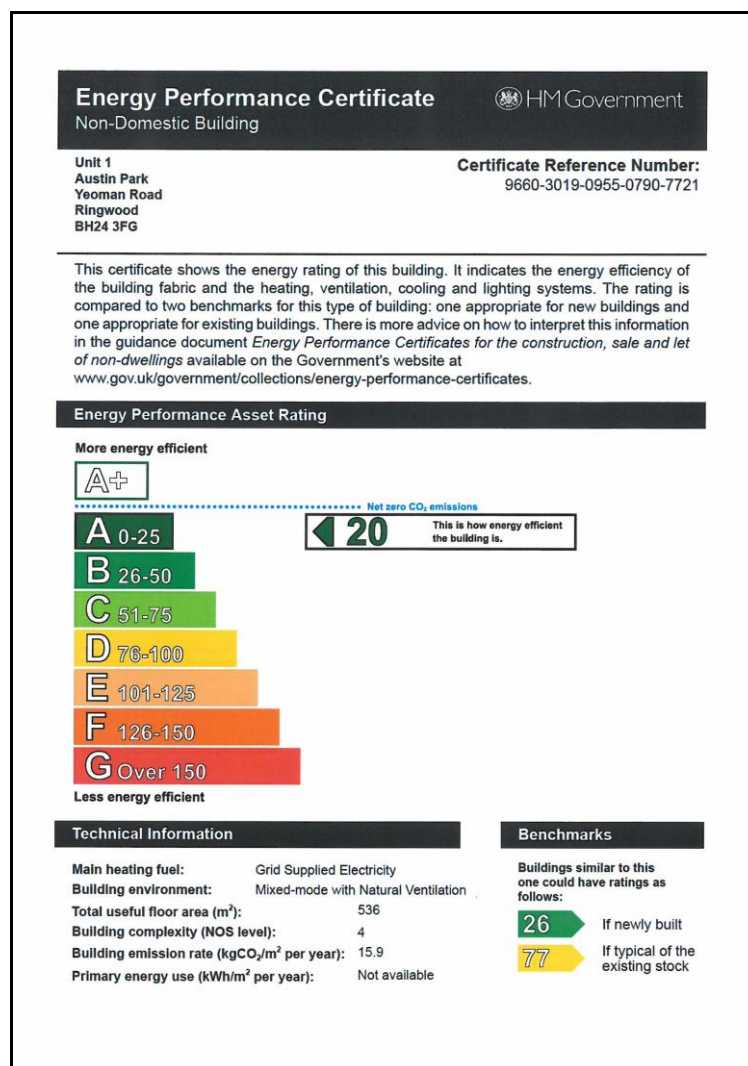 Energy Performance Certificate
HM Government
Non-Domestic Building
Unit 1
Austin Park
Yeoman Road
Ringwood
BH24 3FG
Certificate Reference Number:
9660-3019-0955-0790-7721
This certificate shows the energy rating of this building. It indicates the energy efficiency of
the building fabric and the heating, ventilation, cooling and lighting systems. The rating is
compared to two benchmarks for this type of building: one appropriate for new buildings and
one appropriate for existing buildings. There is more advice on how to interpret this information
in the guidance document Energy Performance Certificates for the construction, sale and let
of non-dwellings available on the Government's website at
www.gov.uk/government/collections/energy-performance-certificates.
Energy Performance Asset Rating
More energy efficient
A+
Net zero CO₂ emissions
A 0-25
20
This is how energy efficient
the building is.
B 26-50
C 51-75
D 76-100
E 101-125
F 126-150
G Over 150
Less energy efficient
Technical Information
Main heating fuel: Grid Supplied Electricity
Building environment: Mixed-mode with Natural Ventilation
Total useful floor area (m²): 536
Building complexity (NOS level): 4
Building emission rate (kgCO₂/m² per year): 15.9
Primary energy use (kWh/m² per year): Not available
Benchmarks
Buildings similar to this
one could have ratings as
follows:
26 If newly built
77 If typical of the
existing stock